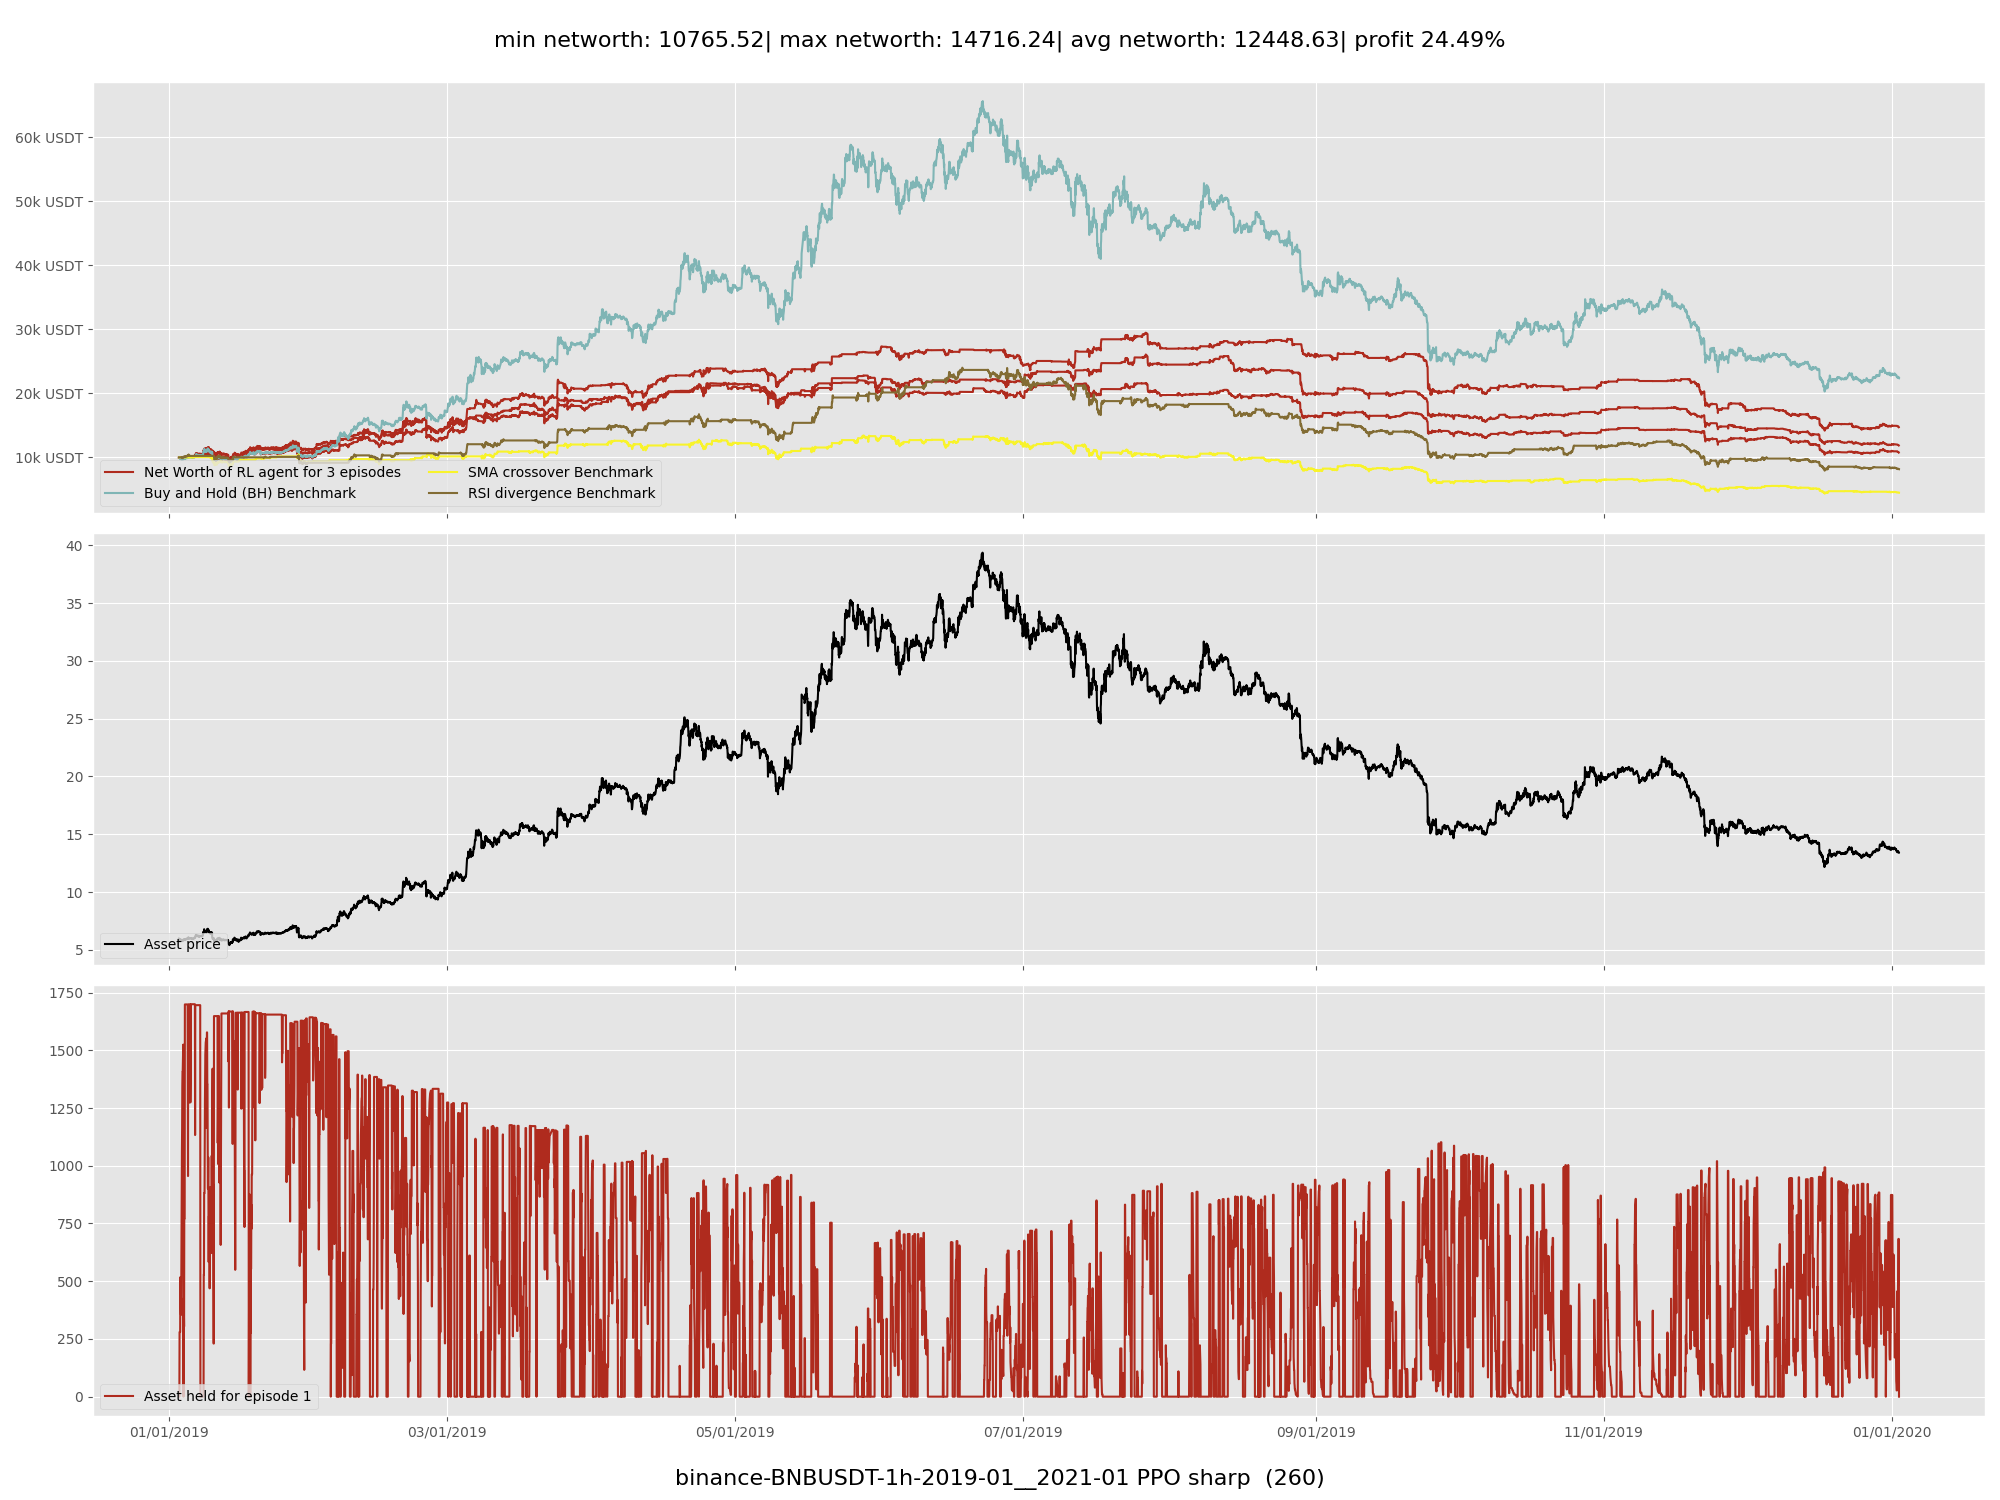 min networth: 10765.52| max networth: 14716.24| avg networth: 12448.63| profit 24.49%
60k USDT
50k USDT
40k USDT
30k USDT
20k USDT
10k USDT
Net Worth of RL agent for 3 episodes
Buy and Hold (BH) Benchmark
SMA crossover Benchmark
RSI divergence Benchmark
40
35
30
25
20
15
10
5
Asset price
1750
1500
1250
1000
750
500
250
0
Asset held for episode 1
01/01/2019
03/01/2019
05/01/2019
07/01/2019
09/01/2019
11/01/2019
01/01/2020
binance-BNBUSDT-1h-2019-01__2021-01 PPO sharp  (260)